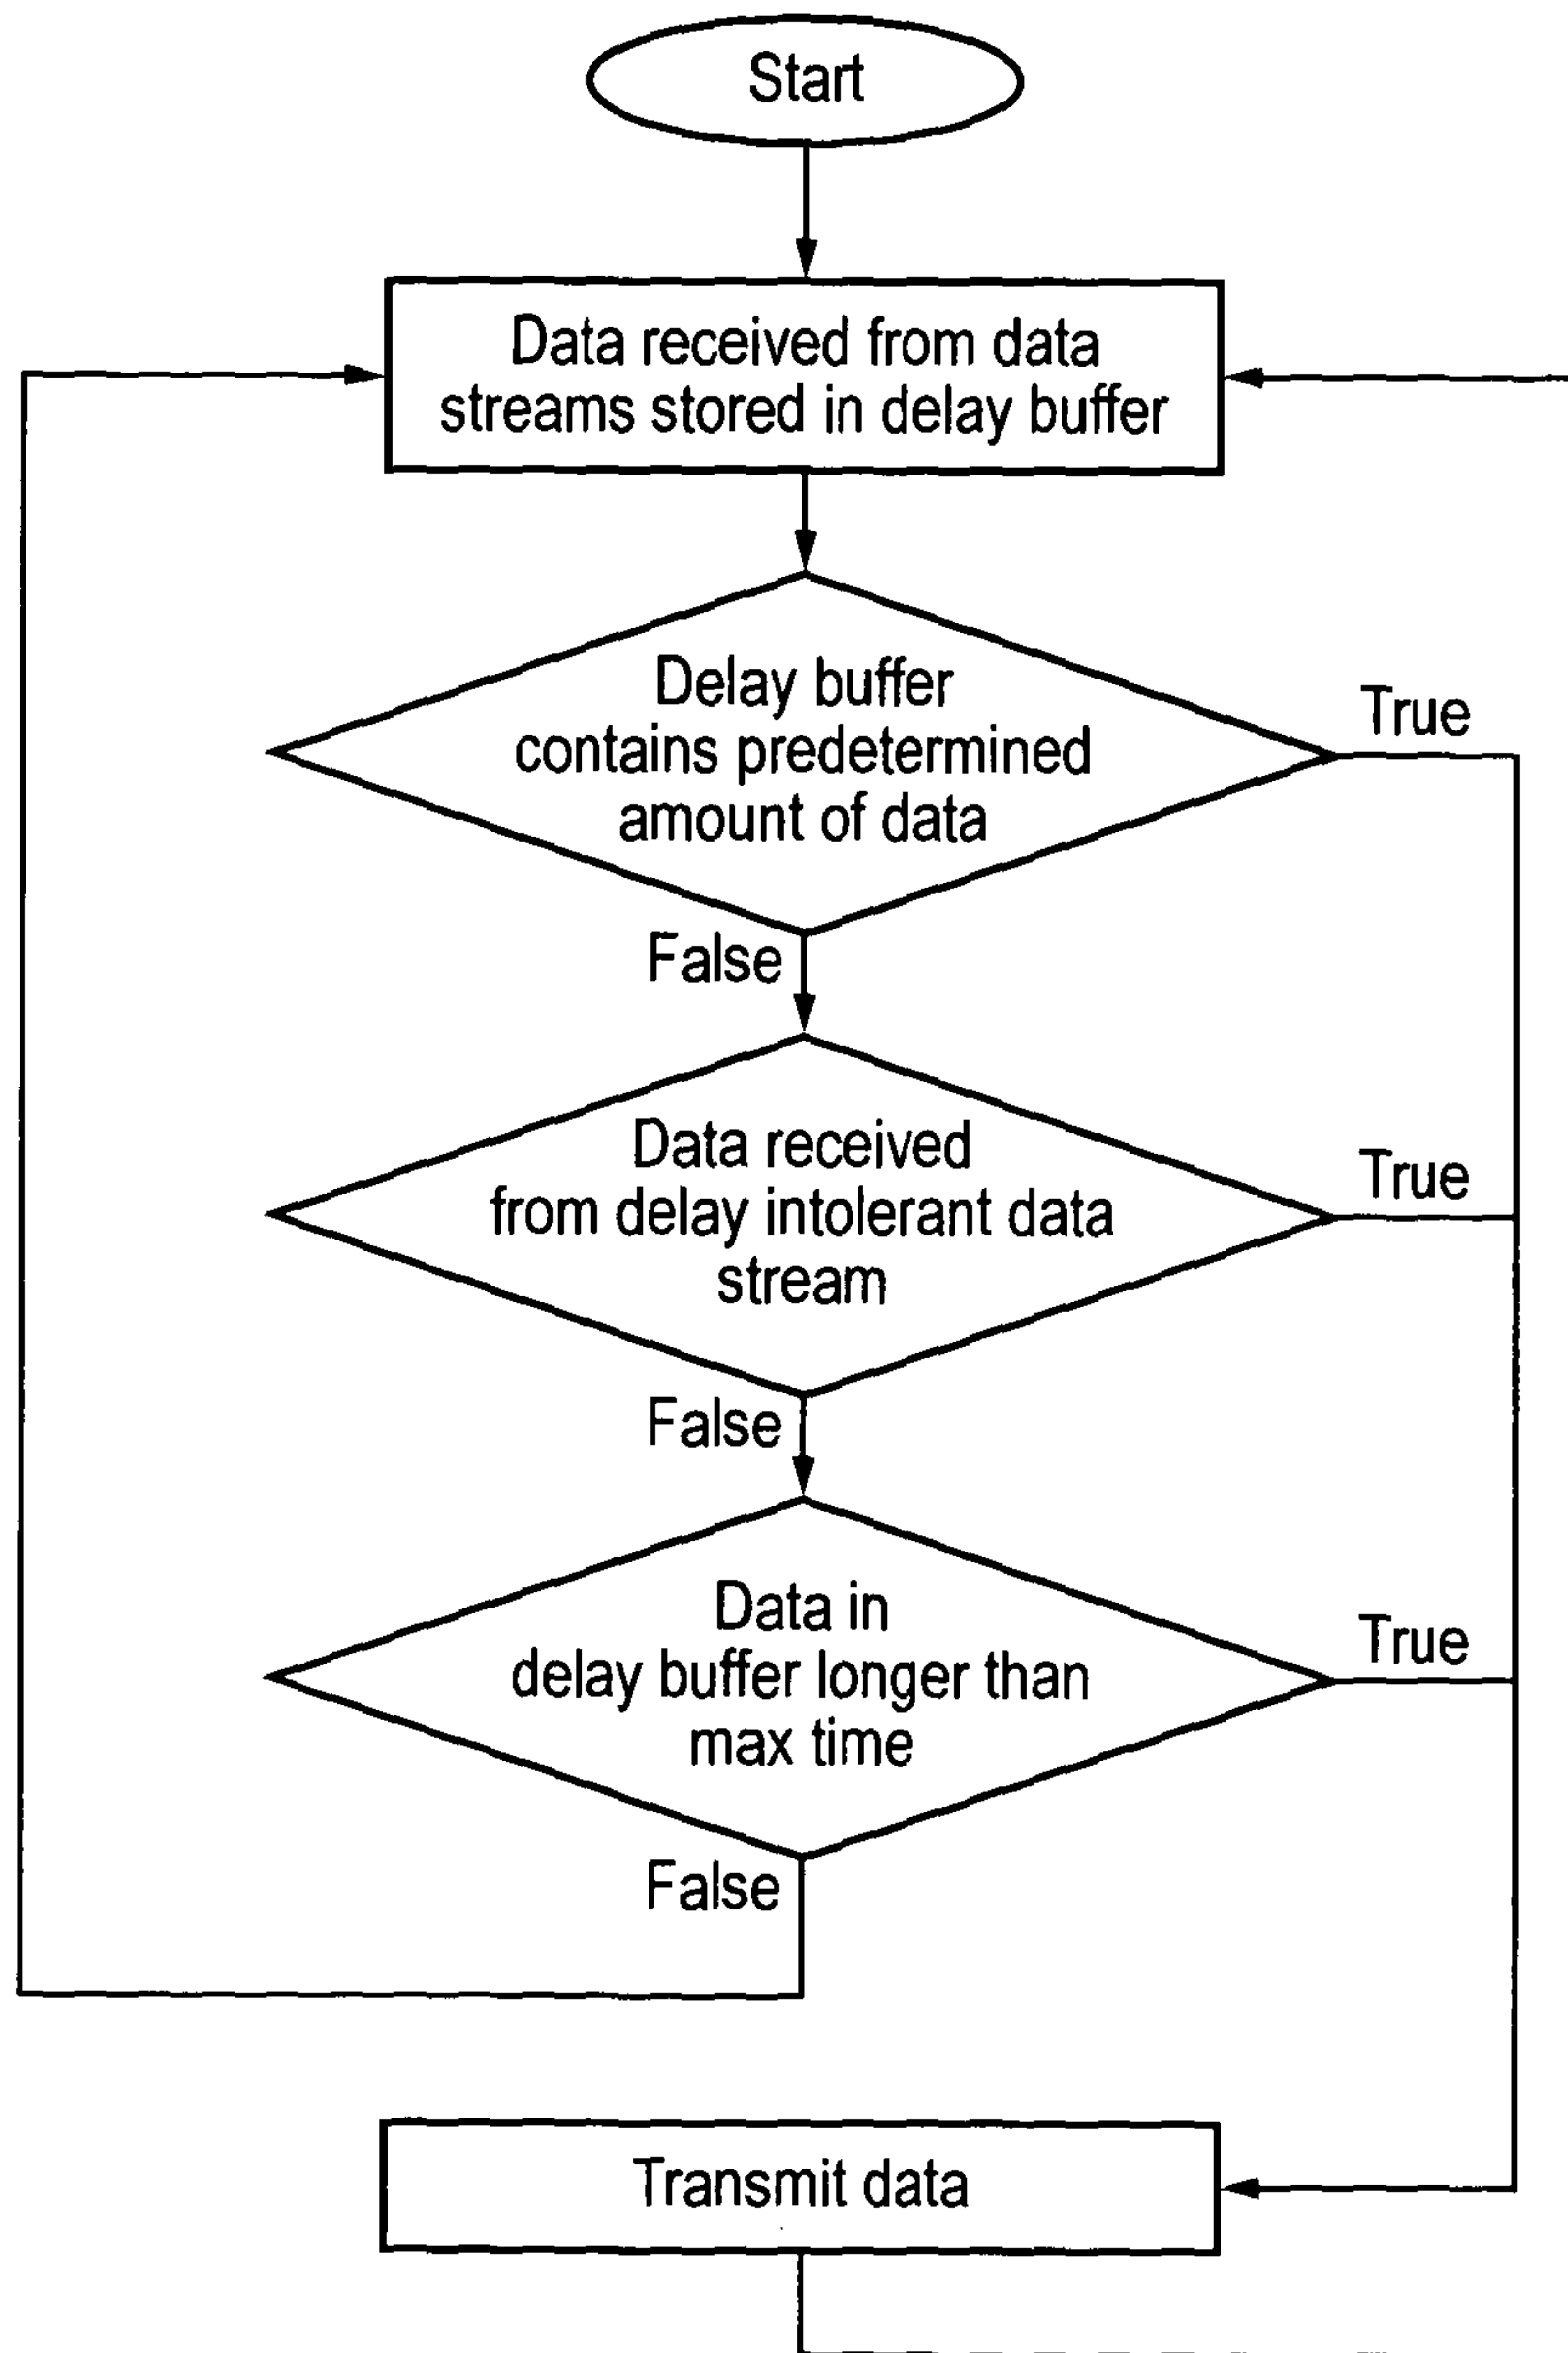 Start
Data received from data
streams stored in delay buffer
Delay buffer
contains predetermined
amount of data
True
False
Data received
from delay intolerant data
stream
True
False
Data in
delay buffer longer than
max time
True
False
Transmit data